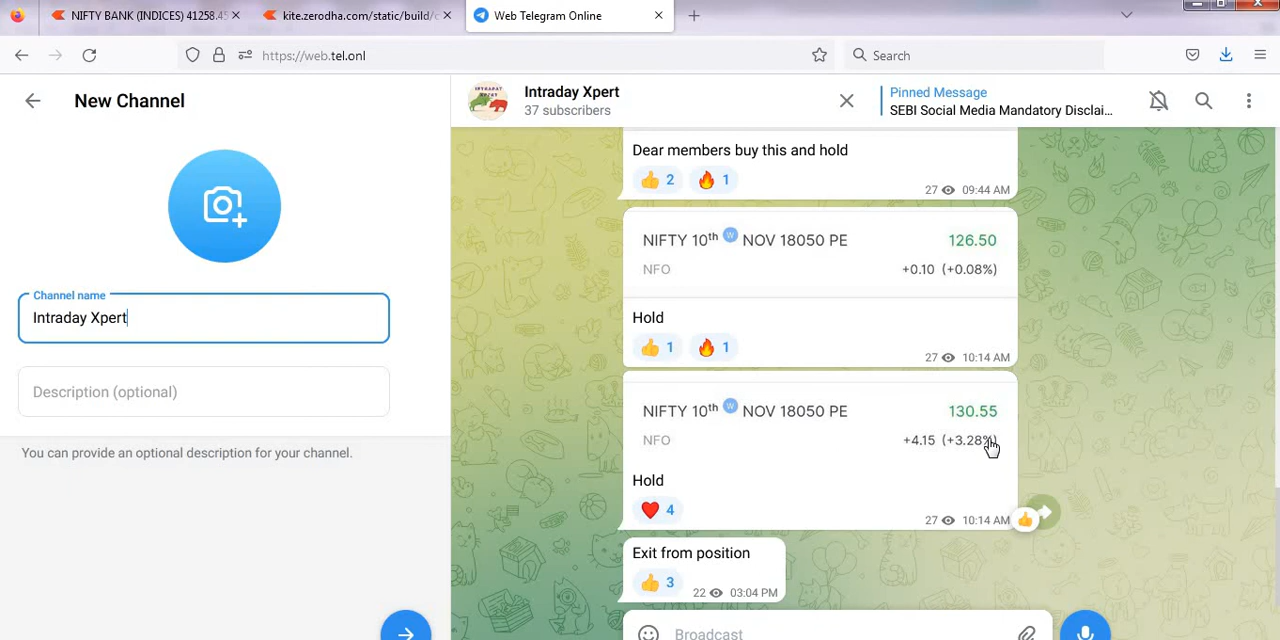 NIFTY BANK (INDICES) 41258.45
kite.zerodha.com/static/build/c
Web Telegram Online
https://web.tel.onl
Search
New Channel
Channel name
Intraday Xpert
Description (optional)
You can provide an optional description for your channel.
INTRADAY
XPERT
Intraday Xpert
37 subscribers
Pinned Message
SEBI Social Media Mandatory Disclai...
Dear members buy this and hold
👍 2 🔥 1
27 09:44 AM
NIFTY 10th W NOV 18050 PE 126.50
NFO +0.10 (+0.08%)
Hold
👍 1 🔥 1
27 10:14 AM
NIFTY 10th W NOV 18050 PE 130.55
NFO +4.15 (+3.28%)
Hold
❤️ 4
27 10:14 AM
Exit from position
👍 3
22 03:04 PM
Broadcast